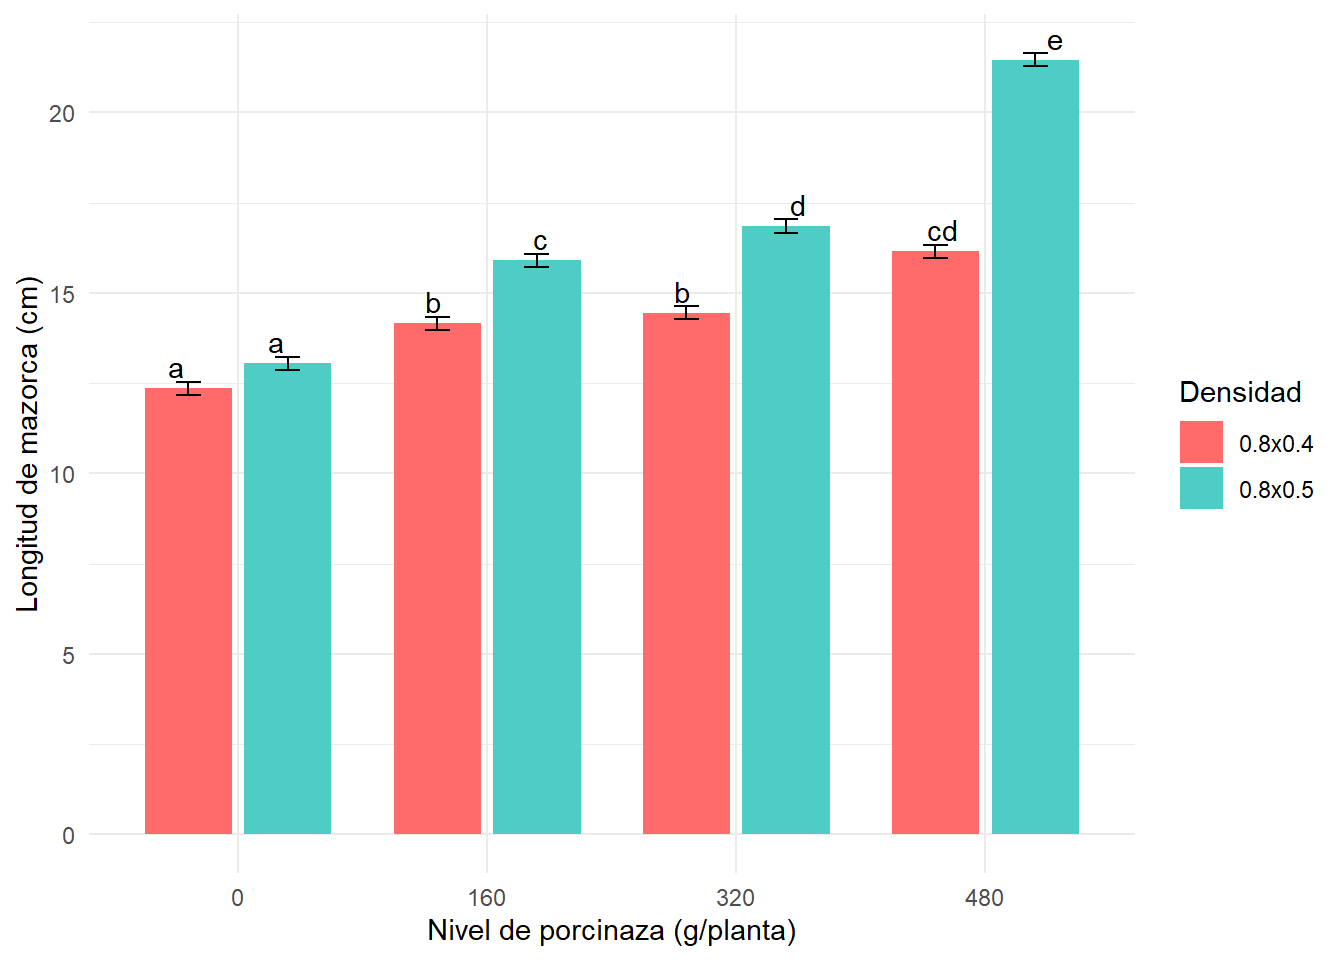 e
d
cd
c
b
b
a
a
20
15
10
5
0
0
160
320
480
Nivel de porcinaza (g/planta)
Longitud de mazorca (cm)
Densidad
0.8x0.4
0.8x0.5